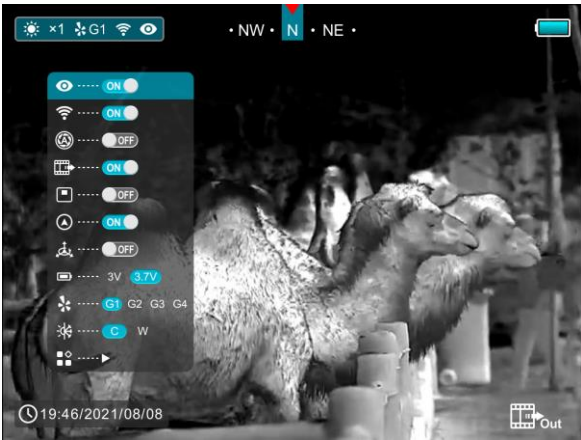 ×1 G1
• NW • N • NE •
ON
ON
OFF
ON
OFF
ON
OFF
3V 3.7V
G1 G2 G3 G4
C W
19:46/2021/08/08
Out